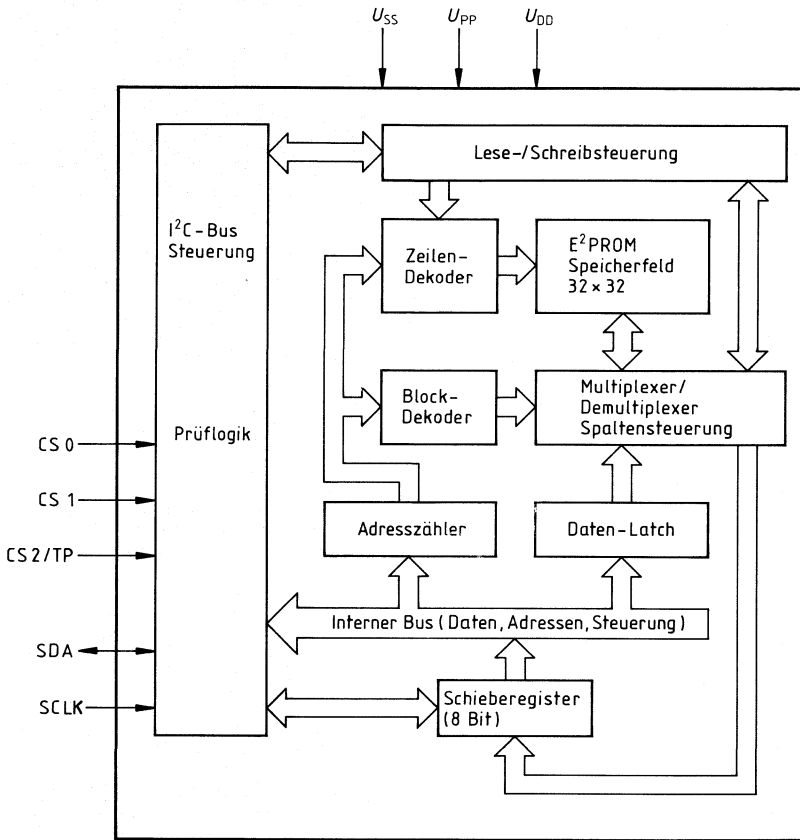 U_SS U_PP U_DD
Lese-/Schreibsteuerung
I²C-Bus
Steuerung
Zeilen-
Dekoder
E²PROM
Speicherfeld
32 × 32
Block-
Dekoder
Multiplexer/
Demultiplexer
Spaltensteuerung
Prüflogik
CS 0
CS 1
CS 2/TP
SDA
SCLK
Adresszähler
Daten-Latch
Interner Bus (Daten, Adressen, Steuerung)
Schieberegister
(8 Bit)